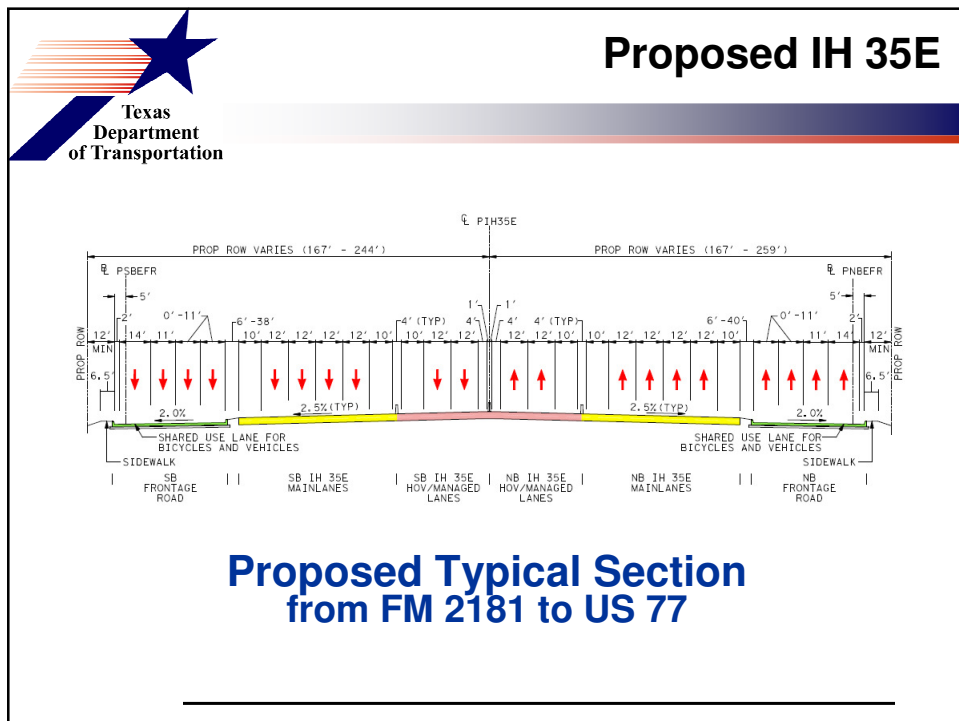 Proposed IH 35E
Texas
Department
of Transportation
℄ PIH35E
PROP ROW VARIES (167' - 244')
PROP ROW VARIES (167' - 259')
PSBEFR
PNBEFR
5'
5'
1' 1'
2' 0'-11' 6'-38' 4' (TYP) 4' 4' 4' (TYP) 6'-40' 0'-11' 2'
12' 14' 11' 10' 12' 12' 12' 12' 10' 10' 12' 12' 12' 12' 10' 10' 12' 12' 12' 12' 10' 11' 14' 12'
MIN
MIN
PROP ROW
PROP ROW
6.5'
6.5'
2.0%
2.5%(TYP)
2.5%(TYP)
2.0%
SHARED USE LANE FOR
BICYCLES AND VEHICLES
SHARED USE LANE FOR
BICYCLES AND VEHICLES
SIDEWALK
SIDEWALK
SB
FRONTAGE
ROAD
SB IH 35E
MAINLANES
SB IH 35E
HOV/MANAGED
LANES
NB IH 35E
HOV/MANAGED
LANES
NB IH 35E
MAINLANES
NB
FRONTAGE
ROAD
Proposed Typical Section
from FM 2181 to US 77